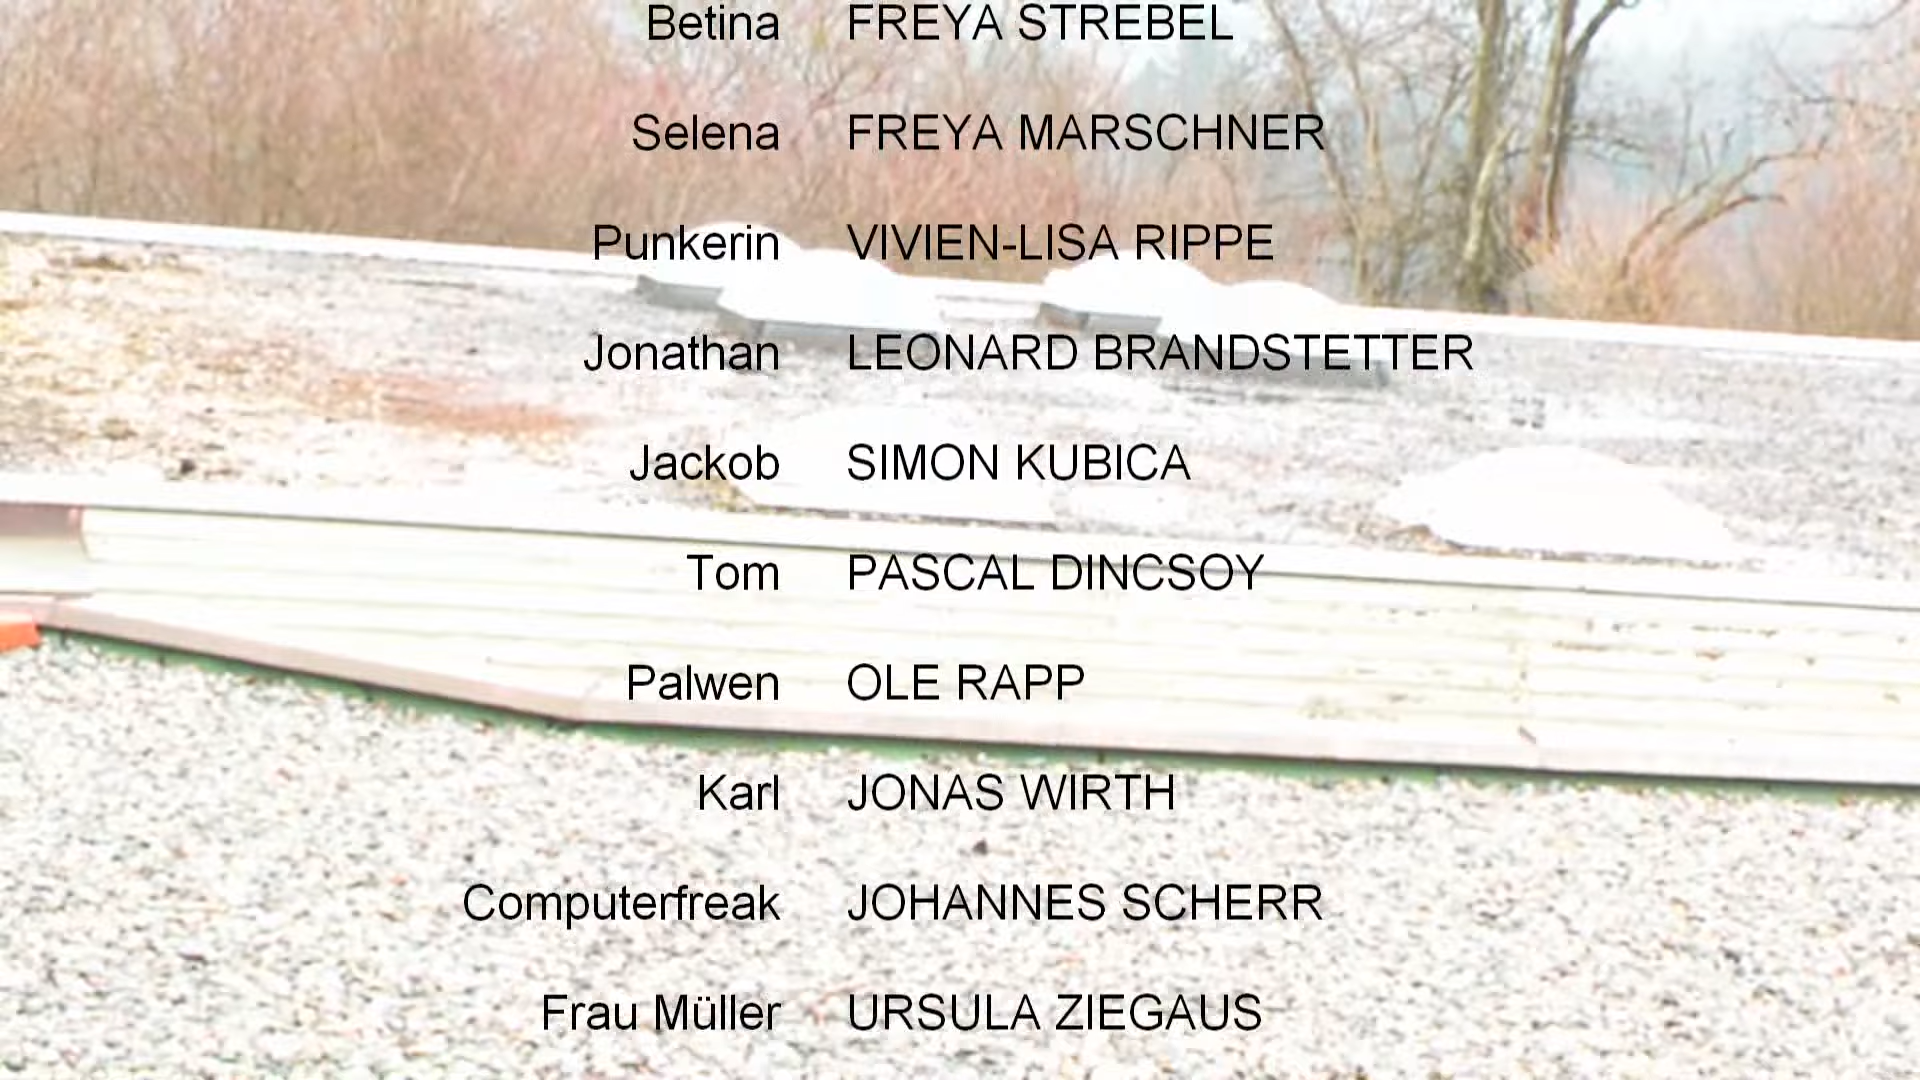 Betina FREYA STREBEL
Selena FREYA MARSCHNER
Punkerin VIVIEN-LISA RIPPE
Jonathan LEONARD BRANDSTETTER
Jackob SIMON KUBICA
Tom PASCAL DINCSOY
Palwen OLE RAPP
Karl JONAS WIRTH
Computerfreak JOHANNES SCHERR
Frau Müller URSULA ZIEGAUS